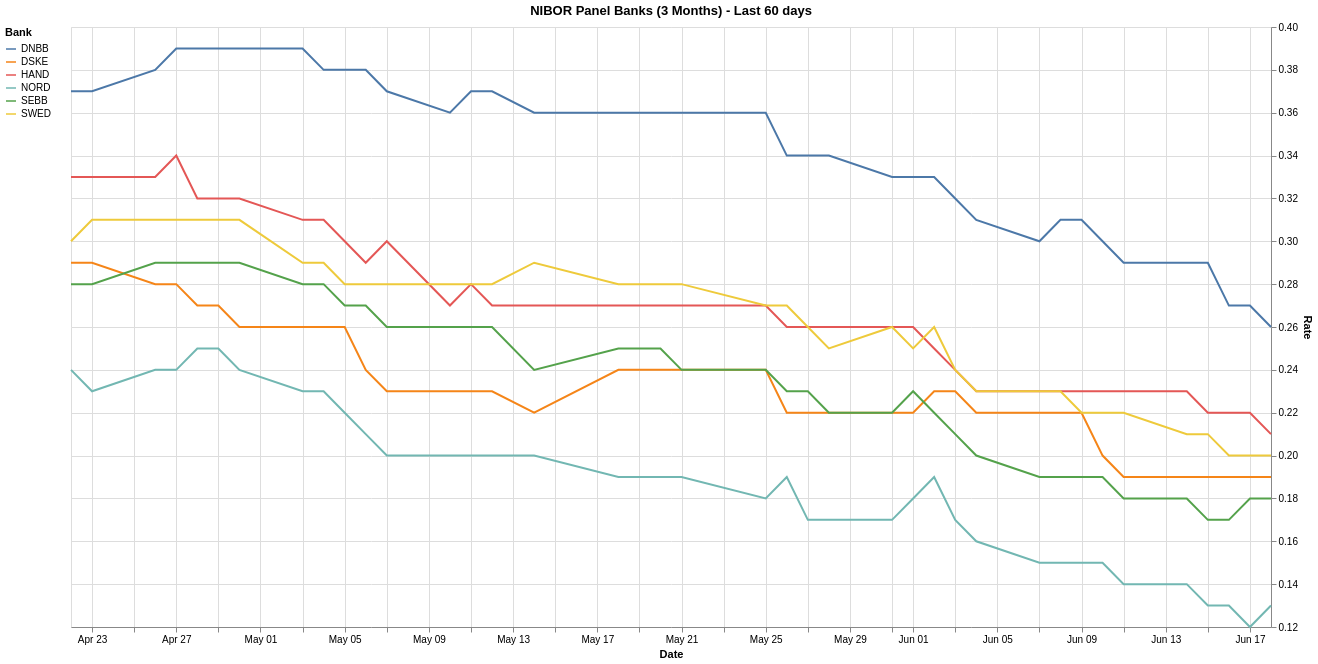 NIBOR Panel Banks (3 Months) - Last 60 days
Bank
DNBB
DSKE
HAND
NORD
SEBB
SWED
0.40
0.38
0.36
0.34
0.32
0.30
0.28
0.26
0.24
0.22
0.20
0.18
0.16
0.14
0.12
Rate
Apr 23 Apr 27 May 01 May 05 May 09 May 13 May 17 May 21 May 25 May 29 Jun 01 Jun 05 Jun 09 Jun 13 Jun 17
Date